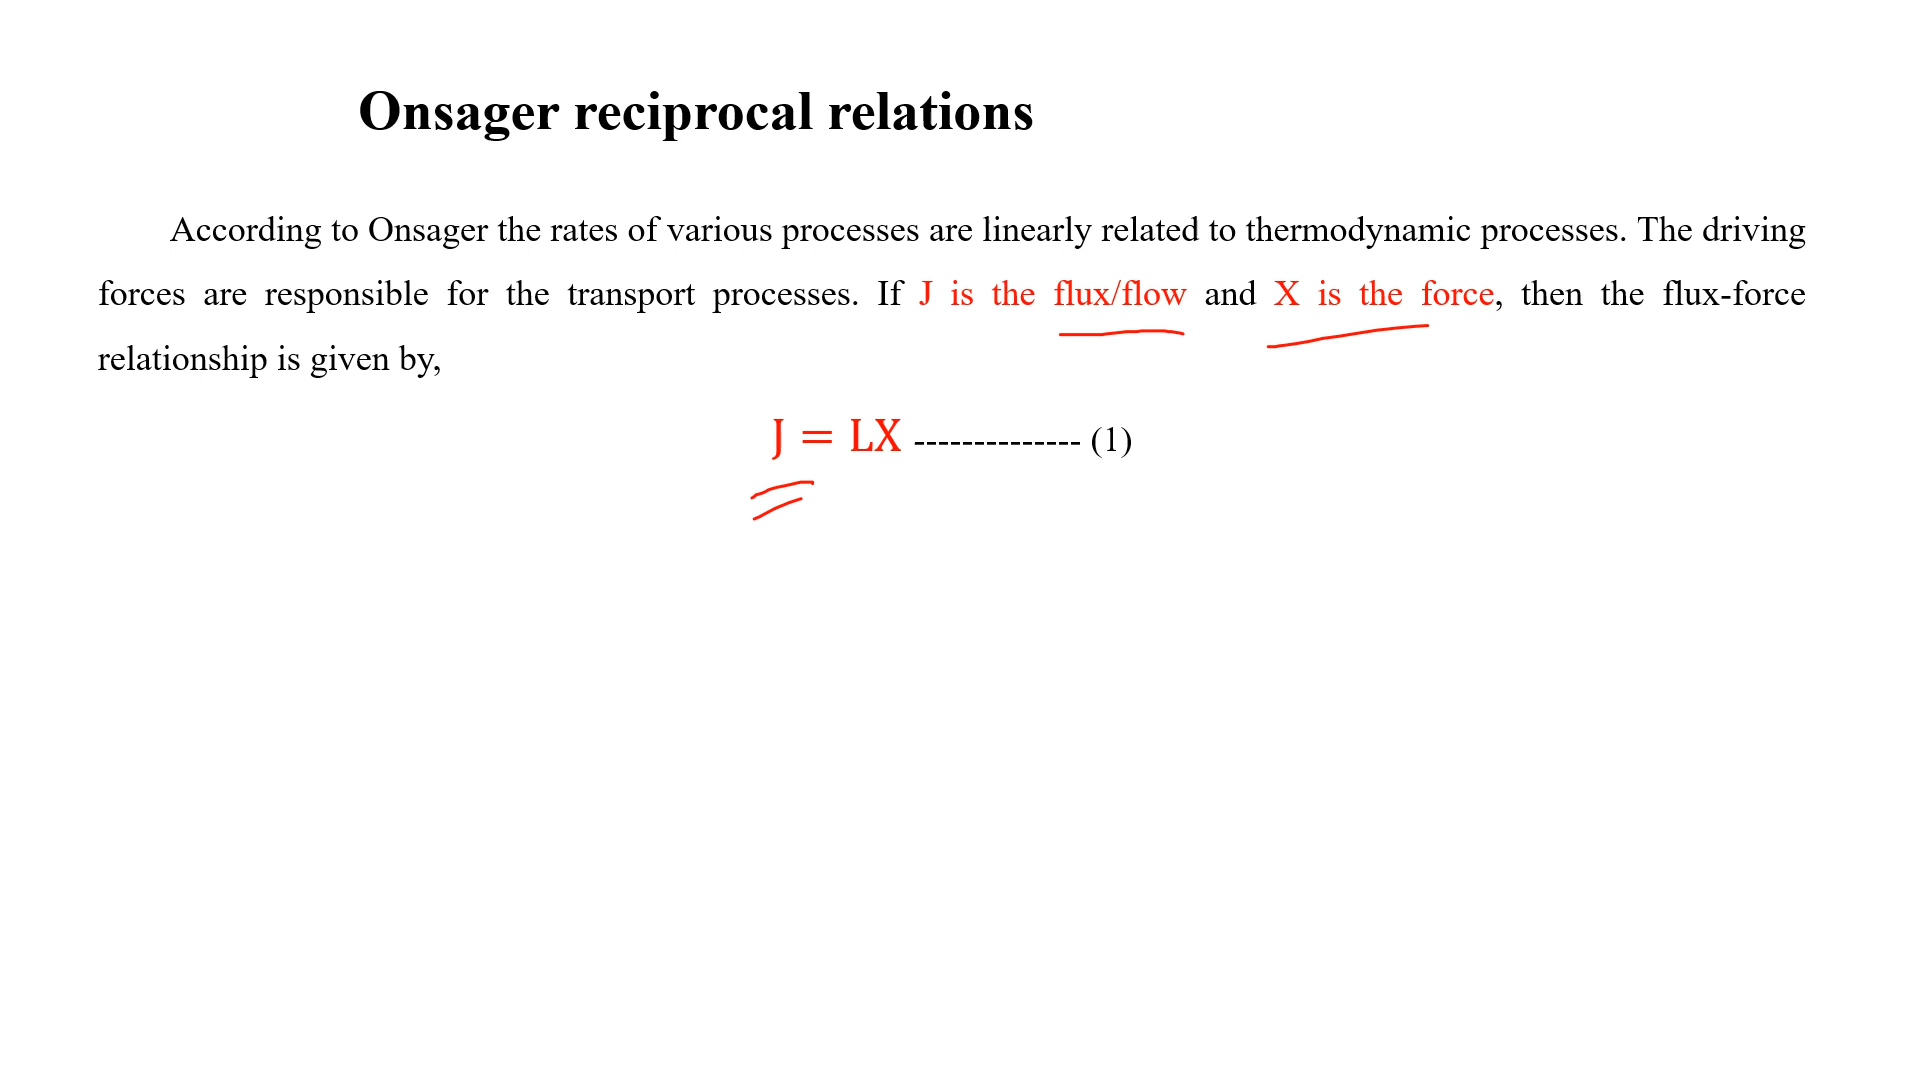 Onsager reciprocal relations
According to Onsager the rates of various processes are linearly related to thermodynamic processes. The driving
forces are responsible for the transport processes. If J is the flux/flow and X is the force, then the flux-force
relationship is given by,
J = LX -------------- (1)